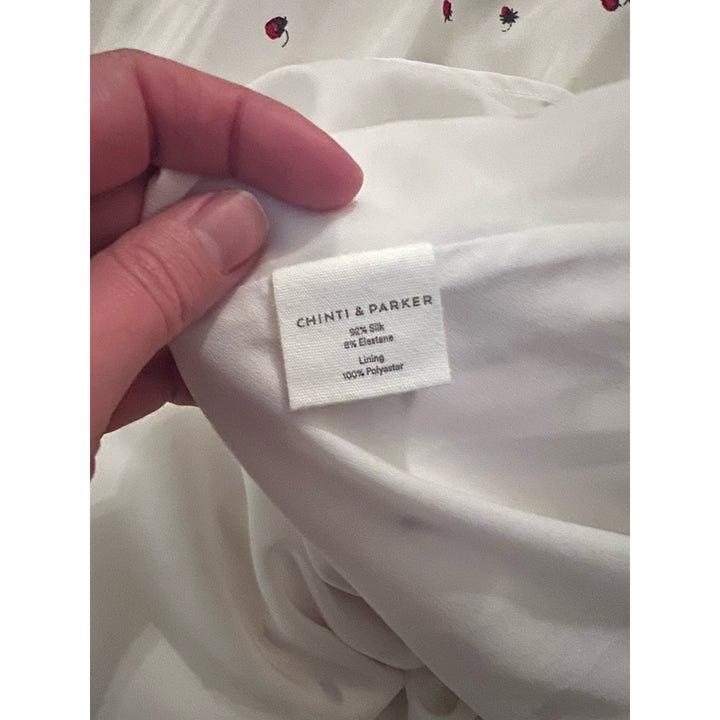 CHINTI & PARKER
92% Silk
8% Elastane
Lining
100% Polyester